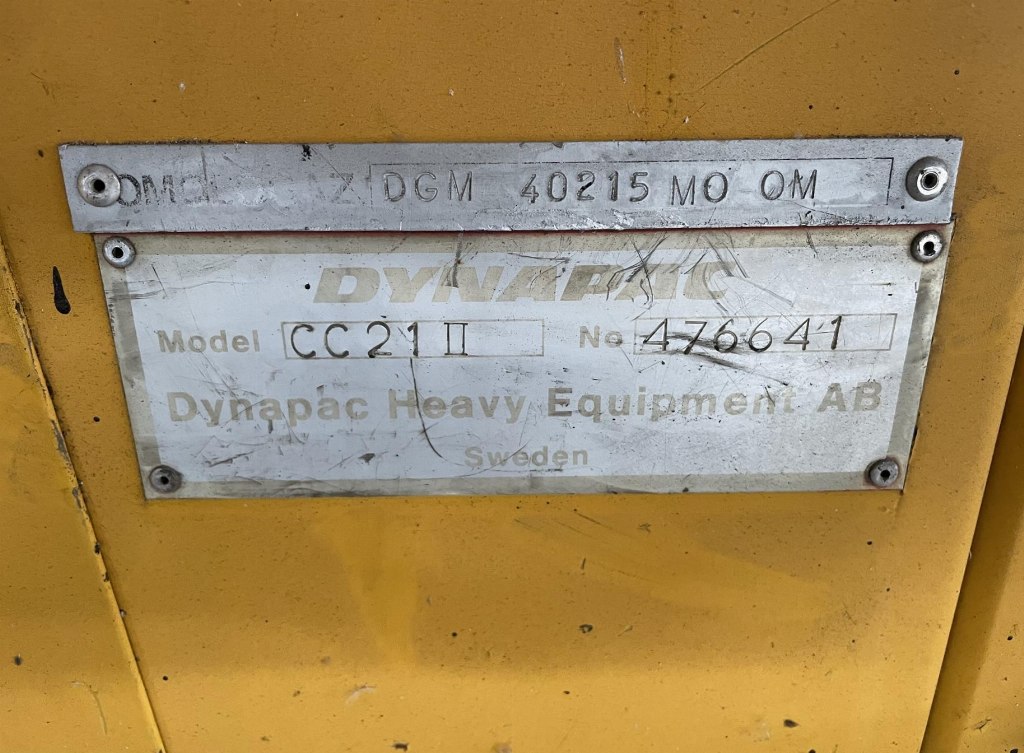 DGM 40215 MO OM
DYNAPAC
Model CC21 II No 476641
Dynapac Heavy Equipment AB
Sweden